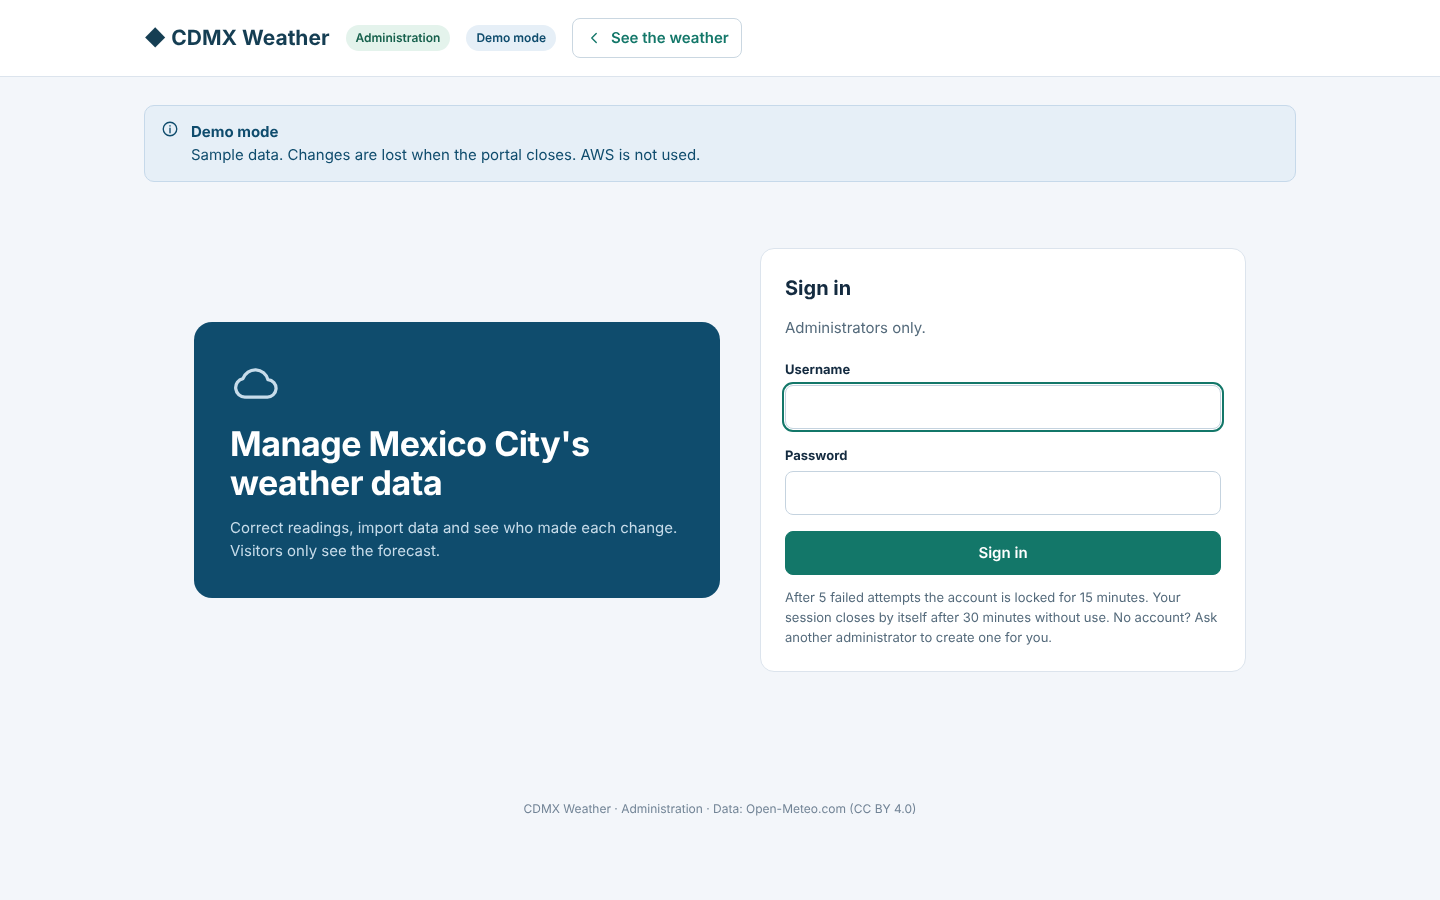 CDMX Weather
Administration
Demo mode
See the weather
Demo mode
Sample data. Changes are lost when the portal closes. AWS is not used.
Manage Mexico City's
weather data
Correct readings, import data and see who made each change.
Visitors only see the forecast.
Sign in
Administrators only.
Username
Password
Sign in
After 5 failed attempts the account is locked for 15 minutes. Your
session closes by itself after 30 minutes without use. No account? Ask
another administrator to create one for you.
CDMX Weather · Administration · Data: Open-Meteo.com (CC BY 4.0)